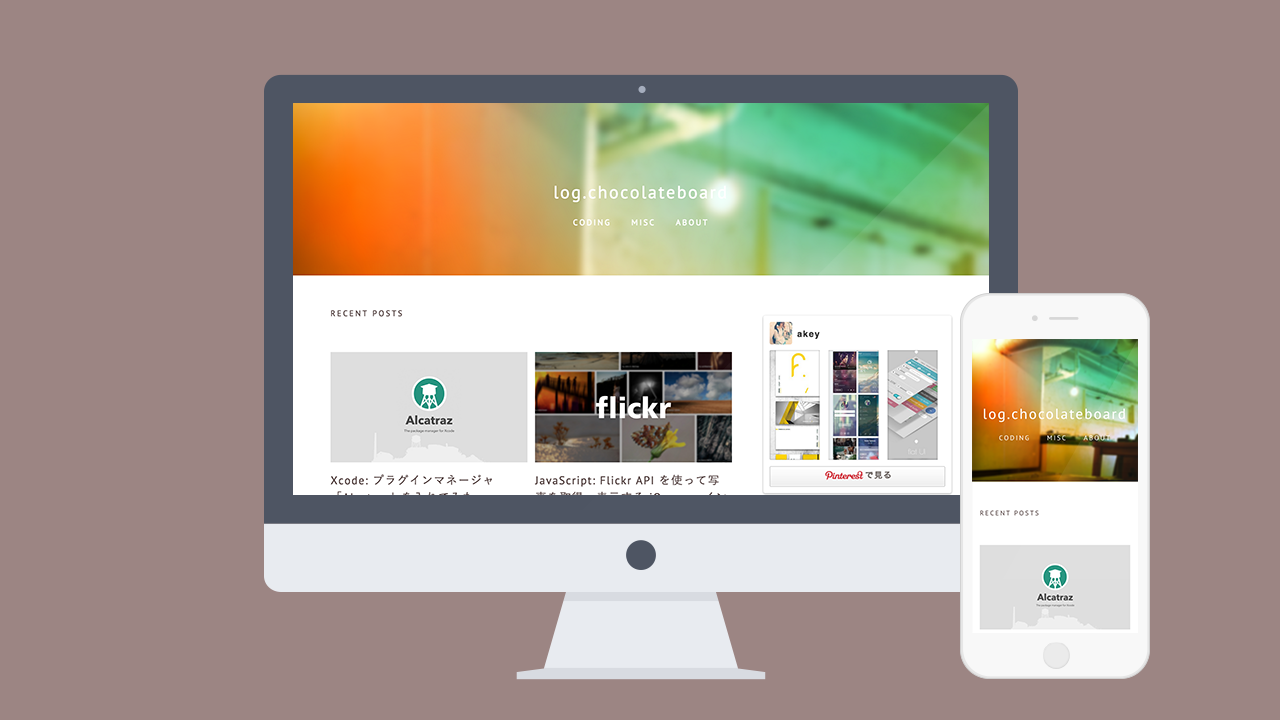 log.chocolateboard
CODING MISC ABOUT
RECENT POSTS
Alcatraz
The package manager for Xcode
Xcode: プラグインマネージャ
flickr
JavaScript: Flickr API を使って写
akey
Pinterest で見る
log.chocolateboard
CODING MISC ABOUT
RECENT POSTS
Alcatraz
The package manager for Xcode